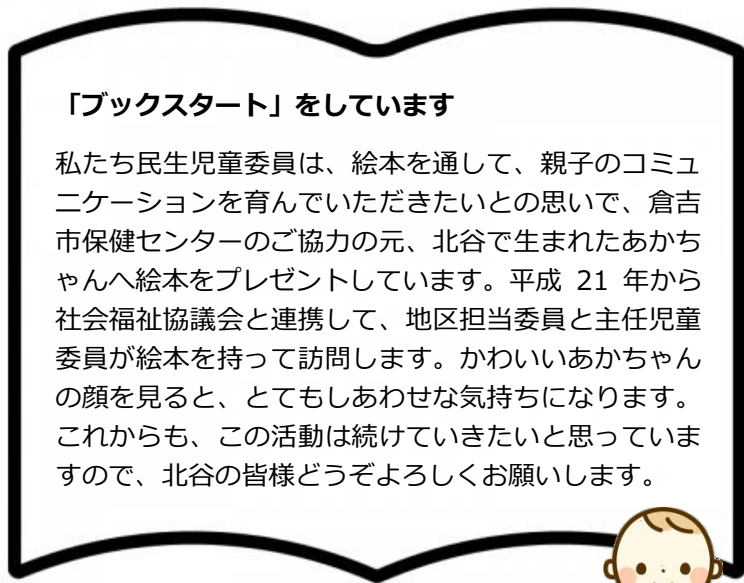 「ブックスタート」をしています
私たち民生児童委員は、絵本を通して、親子のコミュ
ニケーションを育んでいただきたいとの思いで、倉吉
市保健センターのご協力の元、北谷で生まれたあかち
ゃんへ絵本をプレゼントしています。平成 21 年から
社会福祉協議会と連携して、地区担当委員と主任児童
委員が絵本を持って訪問します。かわいいあかちゃん
の顔を見ると、とてもしあわせな気持ちになります。
これからも、この活動は続けていきたいと思っていま
すので、北谷の皆様どうぞよろしくお願いします。